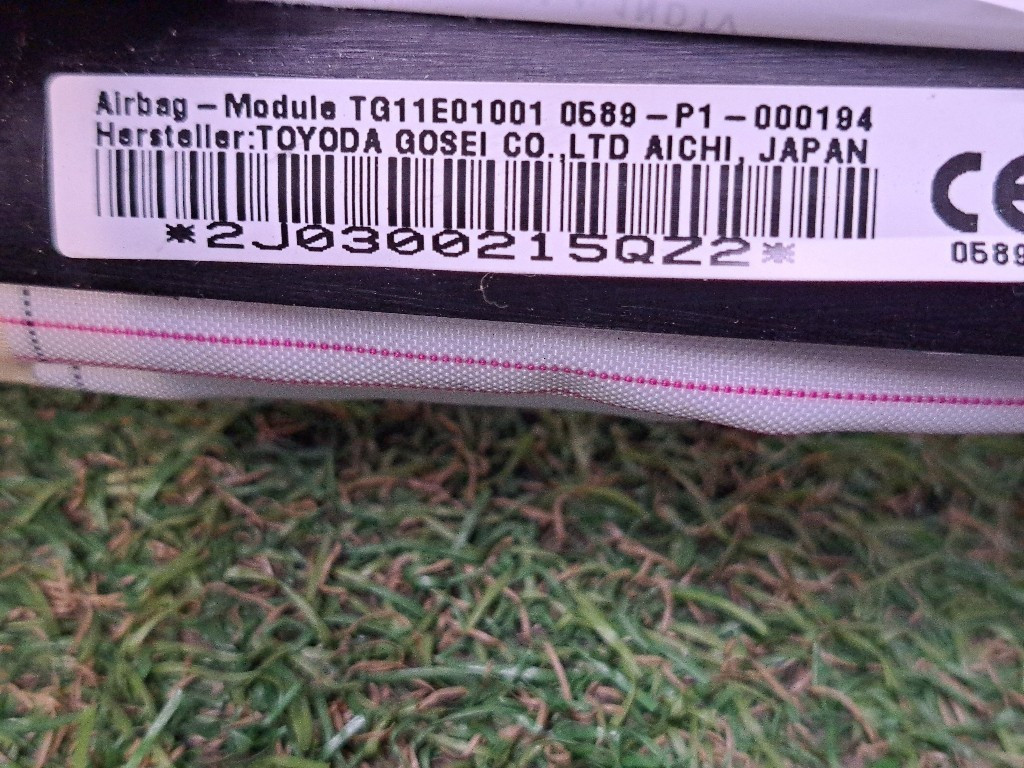 Airbag - Module TG11E01001 0589 - P1 - 000194
Hersteller:TOYODA GOSEI CO.,LTD AICHI, JAPAN
*2J0300215QZ2*
CE
0589